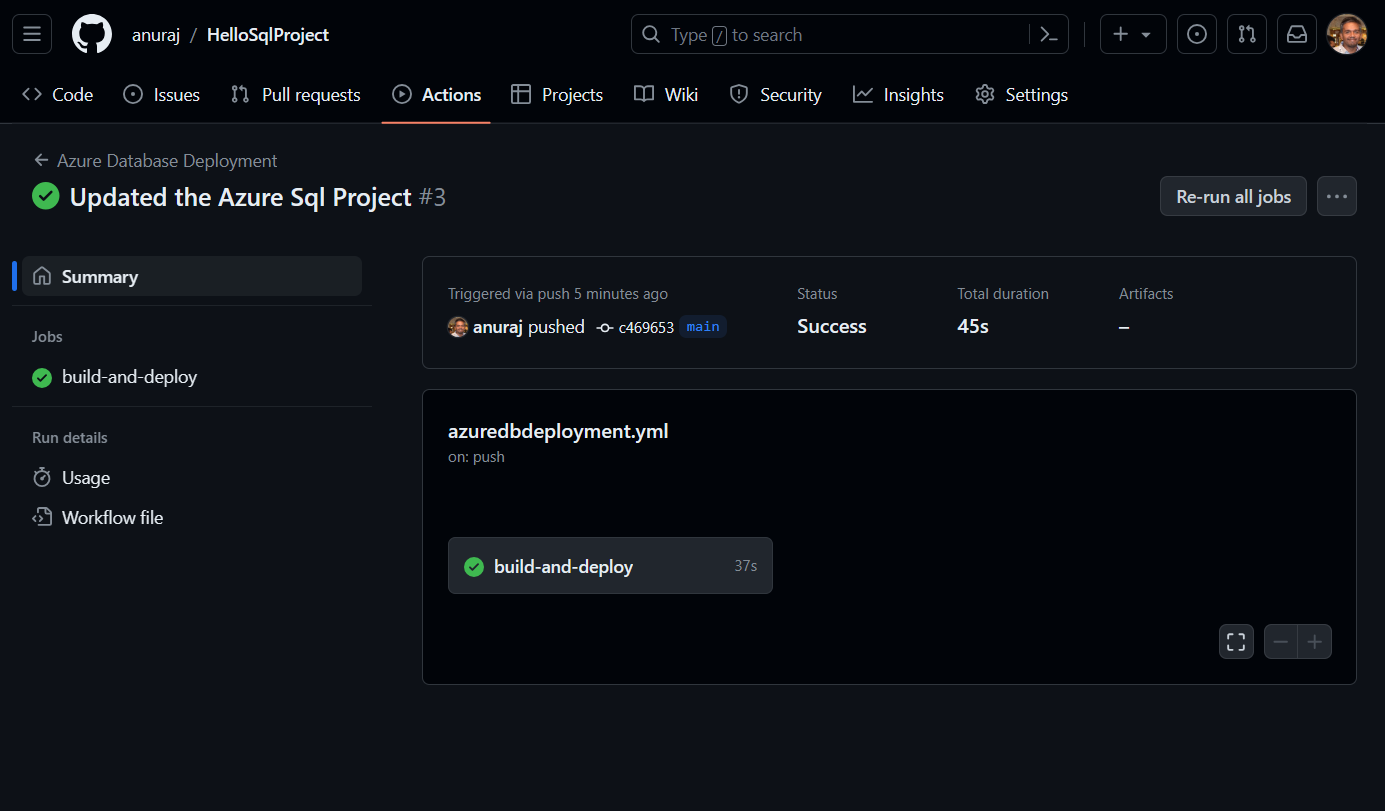 anuraj / HelloSqlProject
Type / to search
Code Issues Pull requests Actions Projects Wiki Security Insights Settings
Azure Database Deployment
Updated the Azure Sql Project #3
Re-run all jobs
Summary
Jobs
build-and-deploy
Run details
Usage
Workflow file
Triggered via push 5 minutes ago
anuraj pushed c469653 main
Status
Success
Total duration
45s
Artifacts
–
azuredbdeployment.yml
on: push
build-and-deploy 37s